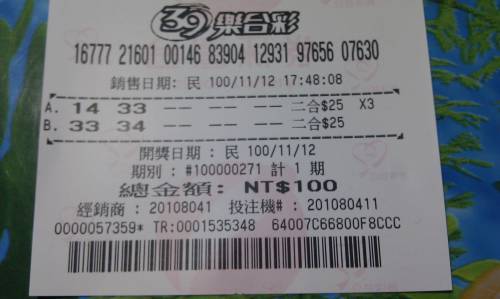 39 樂合彩
16777 21601 00146 83904 12931 97656 07630
銷售日期: 民 100/11/12 17:48:08
A. 14 33 -- -- -- 二合$25 X3
B. 33 34 -- -- -- 二合$25
開獎日期 : 民 100/11/12
期別 : #100000271 計 1 期
總金額: NT$100
經銷商 : 20108041 投注機# : 201080411
0000057359* TR:0001535348 64007C66800F8CCC